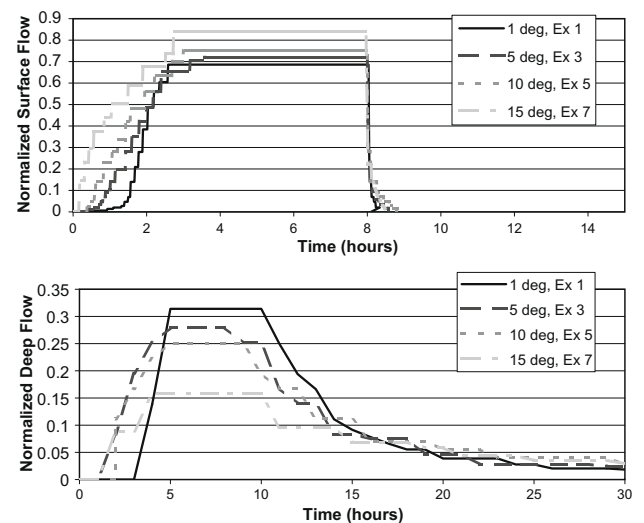 Normalized Surface Flow
0.9
0.8
0.7
0.6
0.5
0.4
0.3
0.2
0.1
0
0 2 4 6 8 10 12 14
Time (hours)
1 deg, Ex 1
5 deg, Ex 3
10 deg, Ex 5
15 deg, Ex 7
Normalized Deep Flow
0.35
0.3
0.25
0.2
0.15
0.1
0.05
0
0 5 10 15 20 25 30
Time (hours)
1 deg, Ex 1
5 deg, Ex 3
10 deg, Ex 5
15 deg, Ex 7